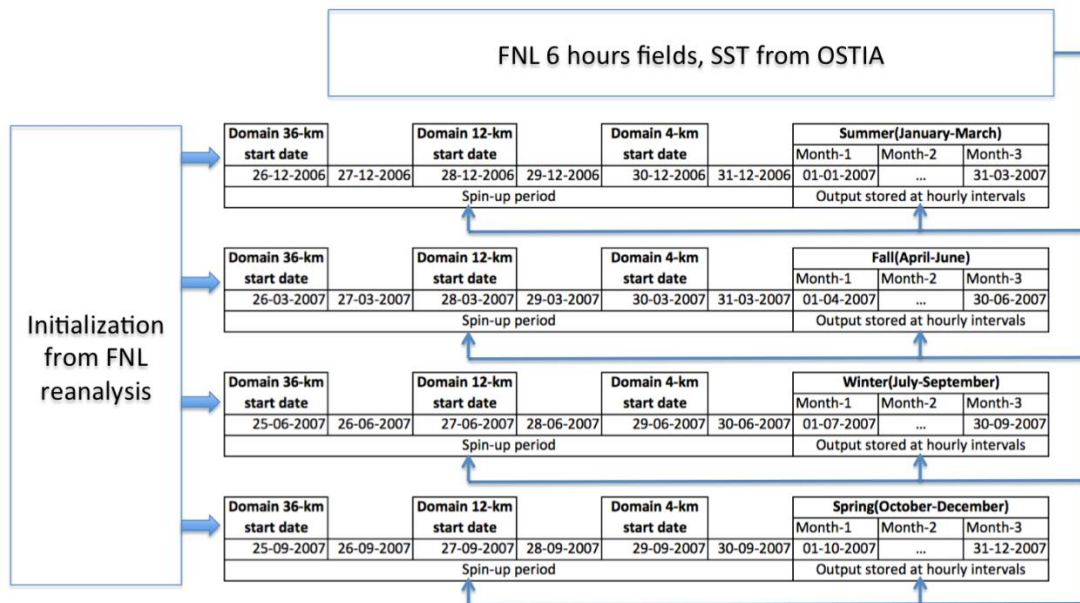 FNL 6 hours fields, SST from OSTIA
Initialization
from FNL
reanalysis
Domain 36-km Domain 12-km Domain 4-km Summer(January-March)
start date start date start date Month-1 Month-2 Month-3
26-12-2006 27-12-2006 28-12-2006 29-12-2006 30-12-2006 31-12-2006 01-01-2007 ... 31-03-2007
Spin-up period Output stored at hourly intervals
Domain 36-km Domain 12-km Domain 4-km Fall(April-June)
start date start date start date Month-1 Month-2 Month-3
26-03-2007 27-03-2007 28-03-2007 29-03-2007 30-03-2007 31-03-2007 01-04-2007 ... 30-06-2007
Spin-up period Output stored at hourly intervals
Domain 36-km Domain 12-km Domain 4-km Winter(July-September)
start date start date start date Month-1 Month-2 Month-3
25-06-2007 26-06-2007 27-06-2007 28-06-2007 29-06-2007 30-06-2007 01-07-2007 ... 30-09-2007
Spin-up period Output stored at hourly intervals
Domain 36-km Domain 12-km Domain 4-km Spring(October-December)
start date start date start date Month-1 Month-2 Month-3
25-09-2007 26-09-2007 27-09-2007 28-09-2007 29-09-2007 30-09-2007 01-10-2007 ... 31-12-2007
Spin-up period Output stored at hourly intervals